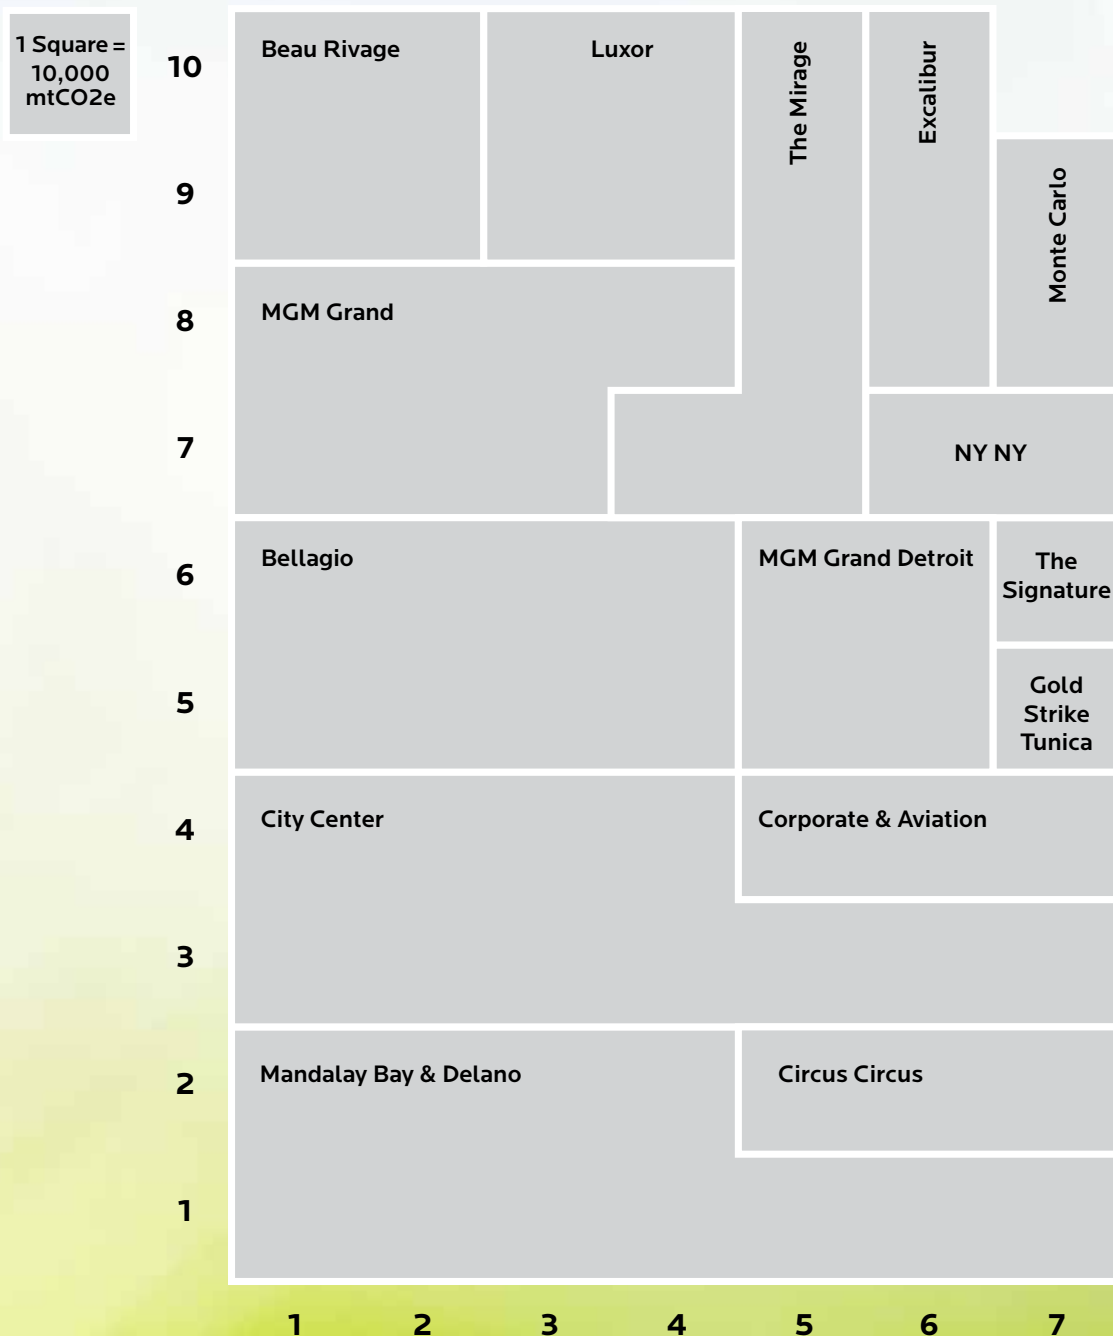 1 Square =
10,000
mtCO2e
10
Beau Rivage
Luxor
The Mirage
Excalibur
9
Monte Carlo
8
MGM Grand
7
NY NY
6
Bellagio
MGM Grand Detroit
The
Signature
5
Gold
Strike
Tunica
4
City Center
Corporate & Aviation
3
2
Mandalay Bay & Delano
Circus Circus
1
1 2 3 4 5 6 7